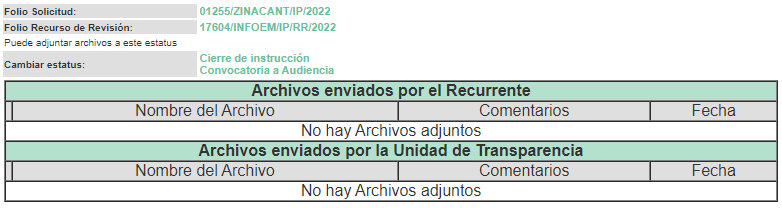 Folio Solicitud: 01255/ZINACANT/IP/2022
Folio Recurso de Revisión: 17604/INFOEM/IP/RR/2022
Puede adjuntar archivos a este estatus
Cambiar estatus: Cierre de instrucción
Convocatoria a Audiencia
Archivos enviados por el Recurrente
Nombre del Archivo Comentarios Fecha
No hay Archivos adjuntos
Archivos enviados por la Unidad de Transparencia
Nombre del Archivo Comentarios Fecha
No hay Archivos adjuntos